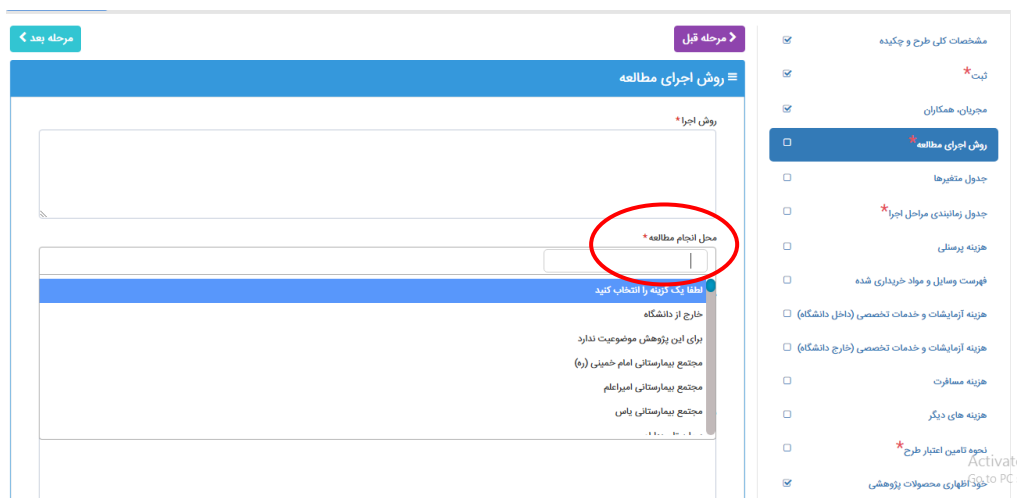 مرحله قبل
مرحله بعد
روش اجرای مطالعه
روش اجرا *
محل انجام مطالعه *
لطفا یک گزینه را انتخاب کنید
خارج از دانشگاه
برای این پژوهش موضوعیت ندارد
مجتمع بیمارستانی امام خمینی (ره)
مجتمع بیمارستانی امیراعلم
مجتمع بیمارستانی یاس
مشخصات کلی طرح و چکیده
ثبت *
مجریان، همکاران
روش اجرای مطالعه *
جدول متغیرها
جدول زمانبندی مراحل اجرا *
هزینه پرسنلی
فهرست وسایل و مواد خریداری شده
هزینه آزمایشات و خدمات تخصصی (داخل دانشگاه)
هزینه آزمایشات و خدمات تخصصی (خارج دانشگاه)
هزینه مسافرت
هزینه های دیگر
نحوه تامین اعتبار طرح *
خود اظهاری محصولات پژوهشی
Activate
Go to PC